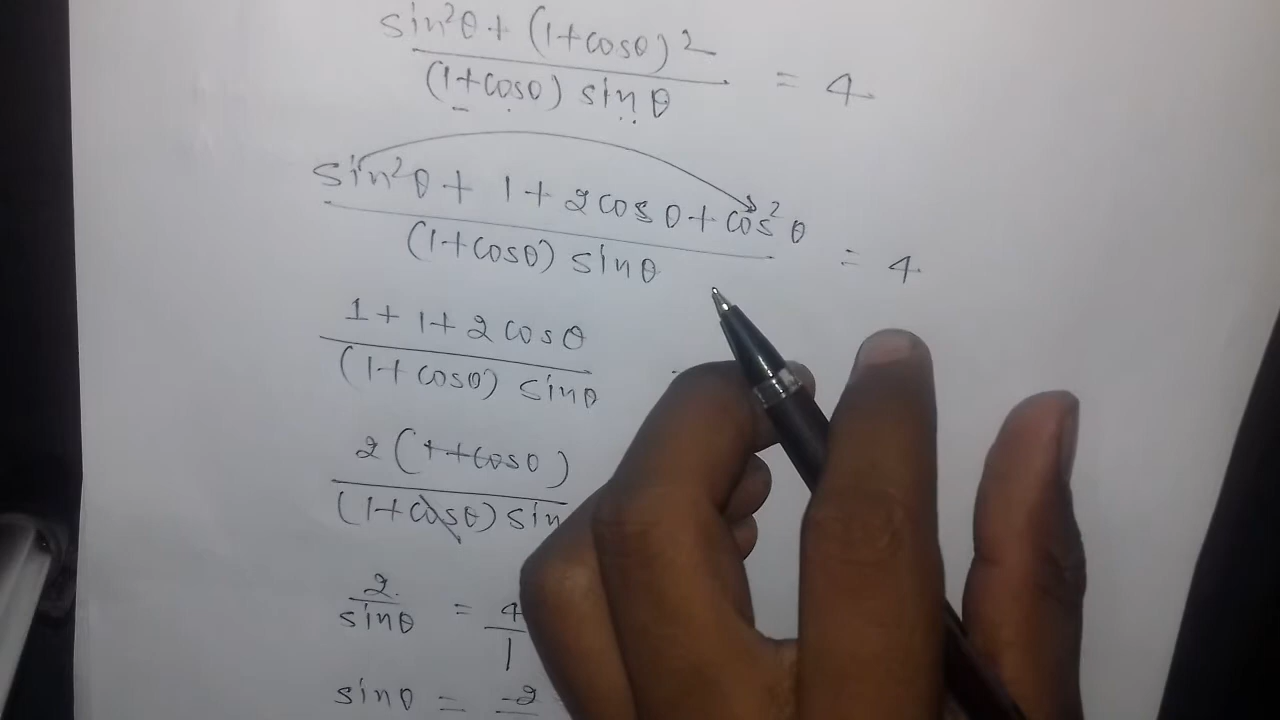 sin²θ + (1+cosθ)²
(1+cosθ) sinθ
= 4
sin²θ + 1 + 2cosθ + cos²θ
(1+cosθ) sinθ
= 4
1 + 1 + 2cosθ
(1+cosθ) sinθ
2(1+cosθ)
(1+cosθ) sin
2
sinθ
= 4
1
sinθ = 2